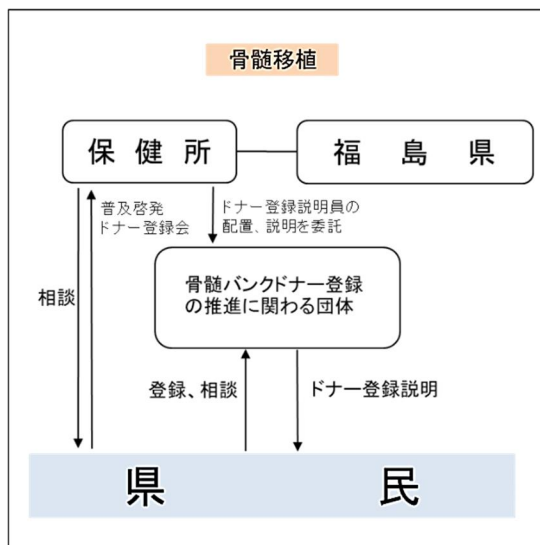 骨髄移植
保健所
福島県
普及啓発
ドナー登録会
ドナー登録説明員の
配置、説明を委託
相談
骨髄バンクドナー登録
の推進に関わる団体
登録、相談
ドナー登録説明
県民